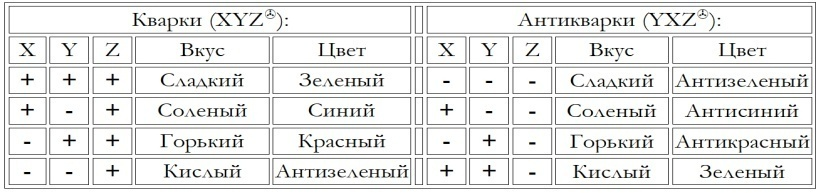 Кварки (XYZ✇): Антикварки (YXZ✇):
X Y Z Вкус Цвет X Y Z Вкус Цвет
+ + + Сладкий Зеленый - - - Сладкий Антизеленый
+ - + Соленый Синий + - - Соленый Антисиний
- + + Горький Красный - + - Горький Антикрасный
- - + Кислый Антизеленый + + - Кислый Зеленый